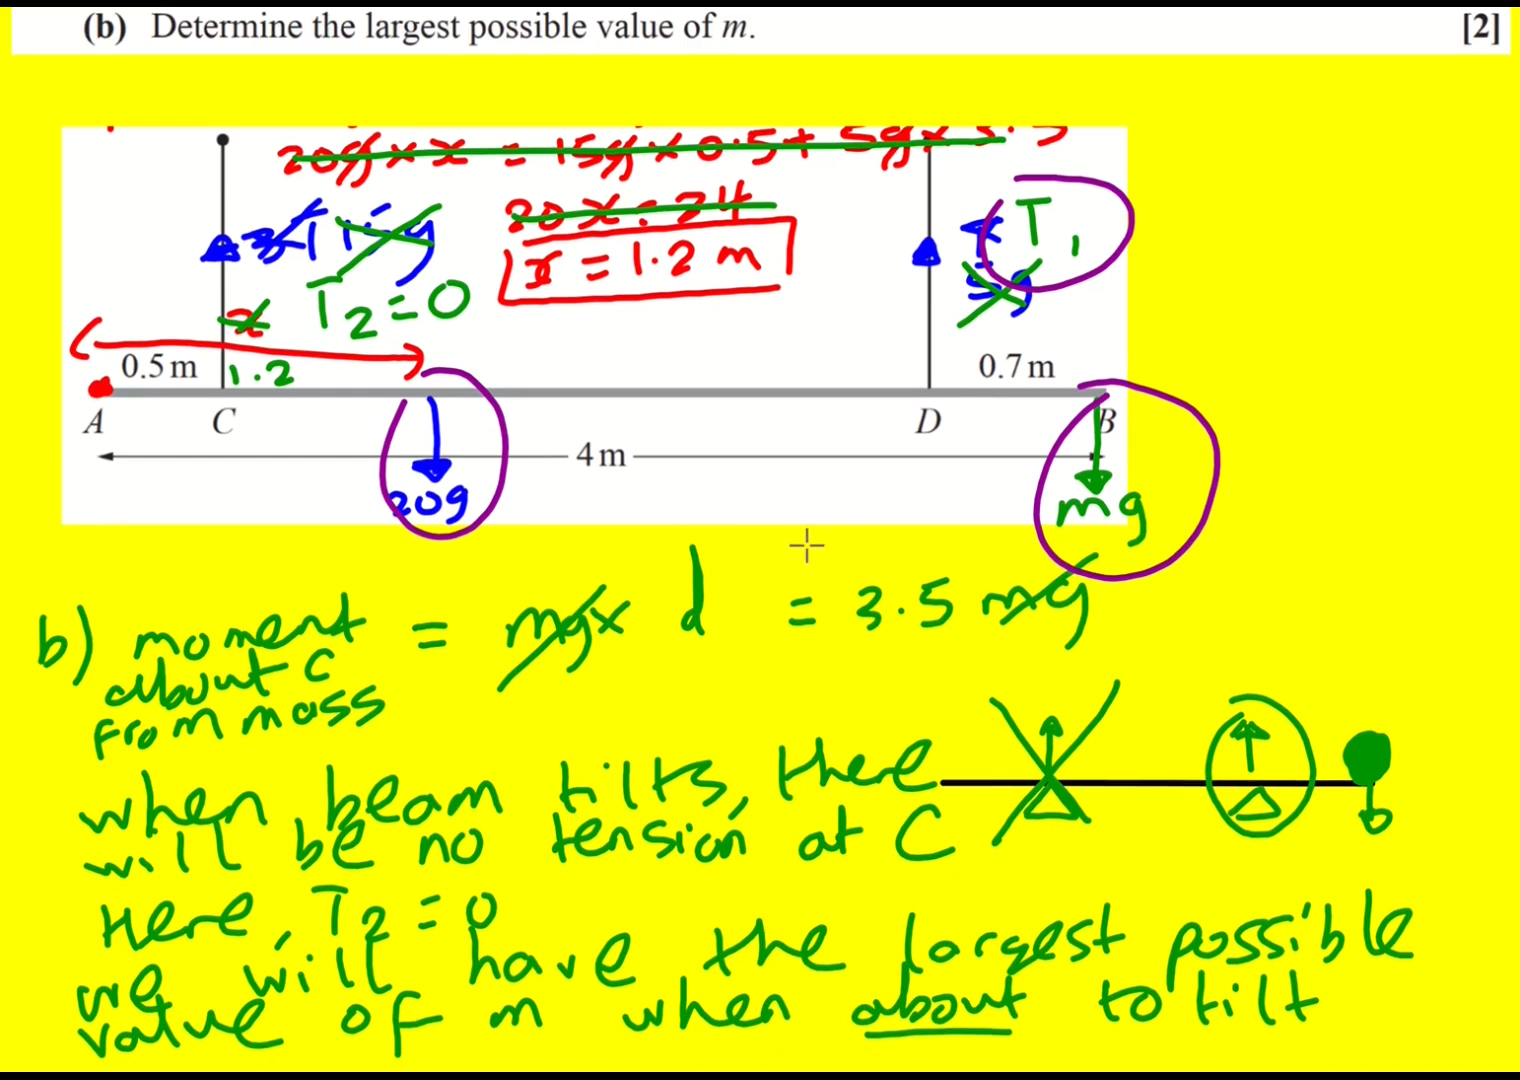 (b) Determine the largest possible value of m. [2]
20g × x = 15g × 0.5 + 5g × 3.3
20x = 24
x = 1.2 m
T₂ = 0
T₁
x
0.5 m 1.2 0.7 m
A C D B
4 m
20g mg
b) moment about C from mass = mg × d = 3.5 mg
when beam tilts, there
will be no tension at C
Here, T₂ = 0
we will have the largest possible
value of m when about to tilt